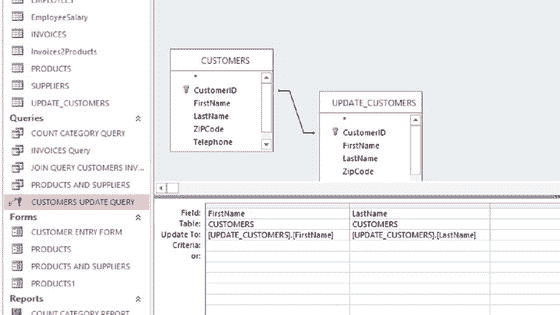 EmployeeSalary
INVOICES
Invoices2Products
PRODUCTS
SUPPLIERS
UPDATE_CUSTOMERS
Queries
COUNT CATEGORY QUERY
INVOICES Query
JOIN QUERY CUSTOMERS INV...
PRODUCTS AND SUPPLIERS
CUSTOMERS UPDATE QUERY
Forms
CUSTOMER ENTRY FORM
PRODUCTS
PRODUCTS AND SUPPLIERS
PRODUCTS1
Reports
COUNT CATEGORY REPORT
CUSTOMERS
*
CustomerID
FirstName
LastName
ZIPCode
Telephone
UPDATE_CUSTOMERS
*
CustomerID
FirstName
LastName
ZipCode
Field: FirstName LastName
Table: CUSTOMERS CUSTOMERS
Update To: [UPDATE_CUSTOMERS].[FirstName] [UPDATE_CUSTOMERS].[LastName]
Criteria:
or: